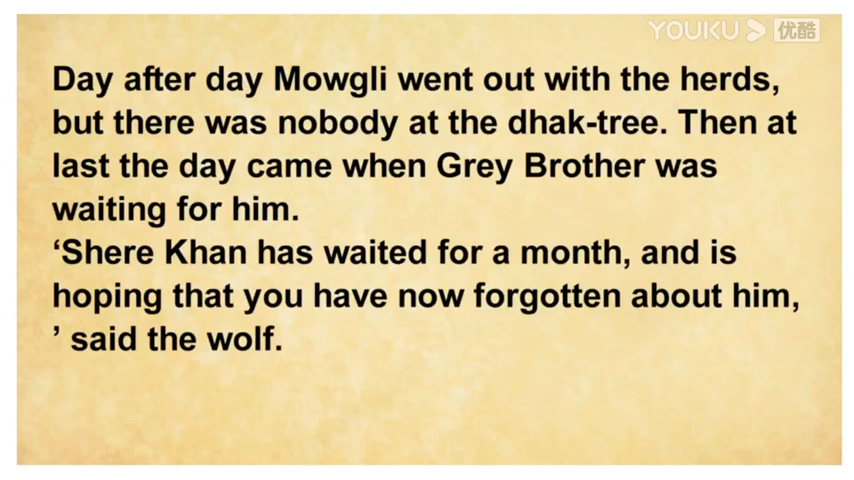 YOUKU 优酷
Day after day Mowgli went out with the herds,
but there was nobody at the dhak-tree. Then at
last the day came when Grey Brother was
waiting for him.
‘Shere Khan has waited for a month, and is
hoping that you have now forgotten about him,
’ said the wolf.